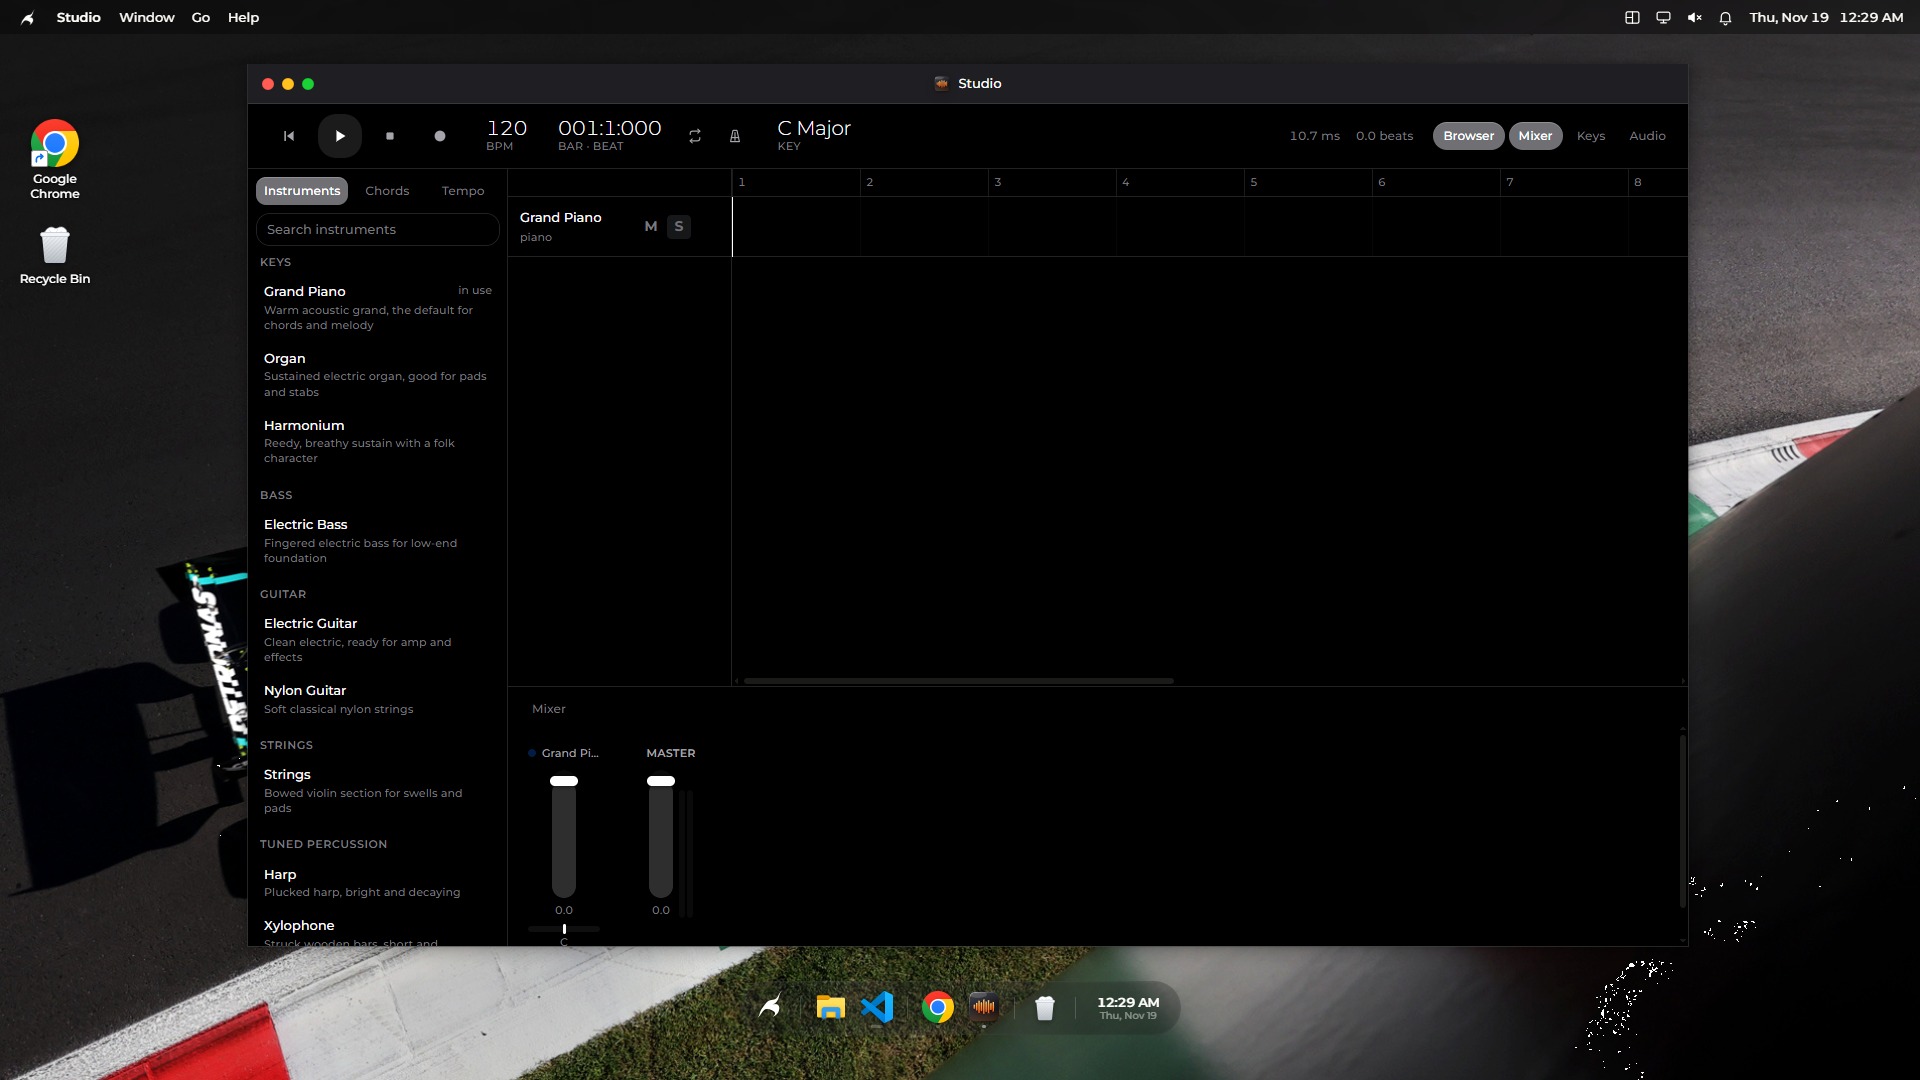 Studio Window Go Help
Thu, Nov 19 12:29 AM
Google
Chrome
Recycle Bin
Studio
120
BPM
001:1:000
BAR · BEAT
C Major
KEY
10.7 ms 0.0 beats Browser Mixer Keys Audio
Instruments Chords Tempo
Search instruments
KEYS
Grand Piano in use
Warm acoustic grand, the default for
chords and melody
Organ
Sustained electric organ, good for pads
and stabs
Harmonium
Reedy, breathy sustain with a folk
character
BASS
Electric Bass
Fingered electric bass for low-end
foundation
GUITAR
Electric Guitar
Clean electric, ready for amp and
effects
Nylon Guitar
Soft classical nylon strings
STRINGS
Strings
Bowed violin section for swells and
pads
TUNED PERCUSSION
Harp
Plucked harp, bright and decaying
Xylophone
Struck wooden bars, short and
1 2 3 4 5 6 7 8
Grand Piano
piano
M S
Mixer
Grand Pi... MASTER
0.0 0.0
C
12:29 AM
Thu, Nov 19